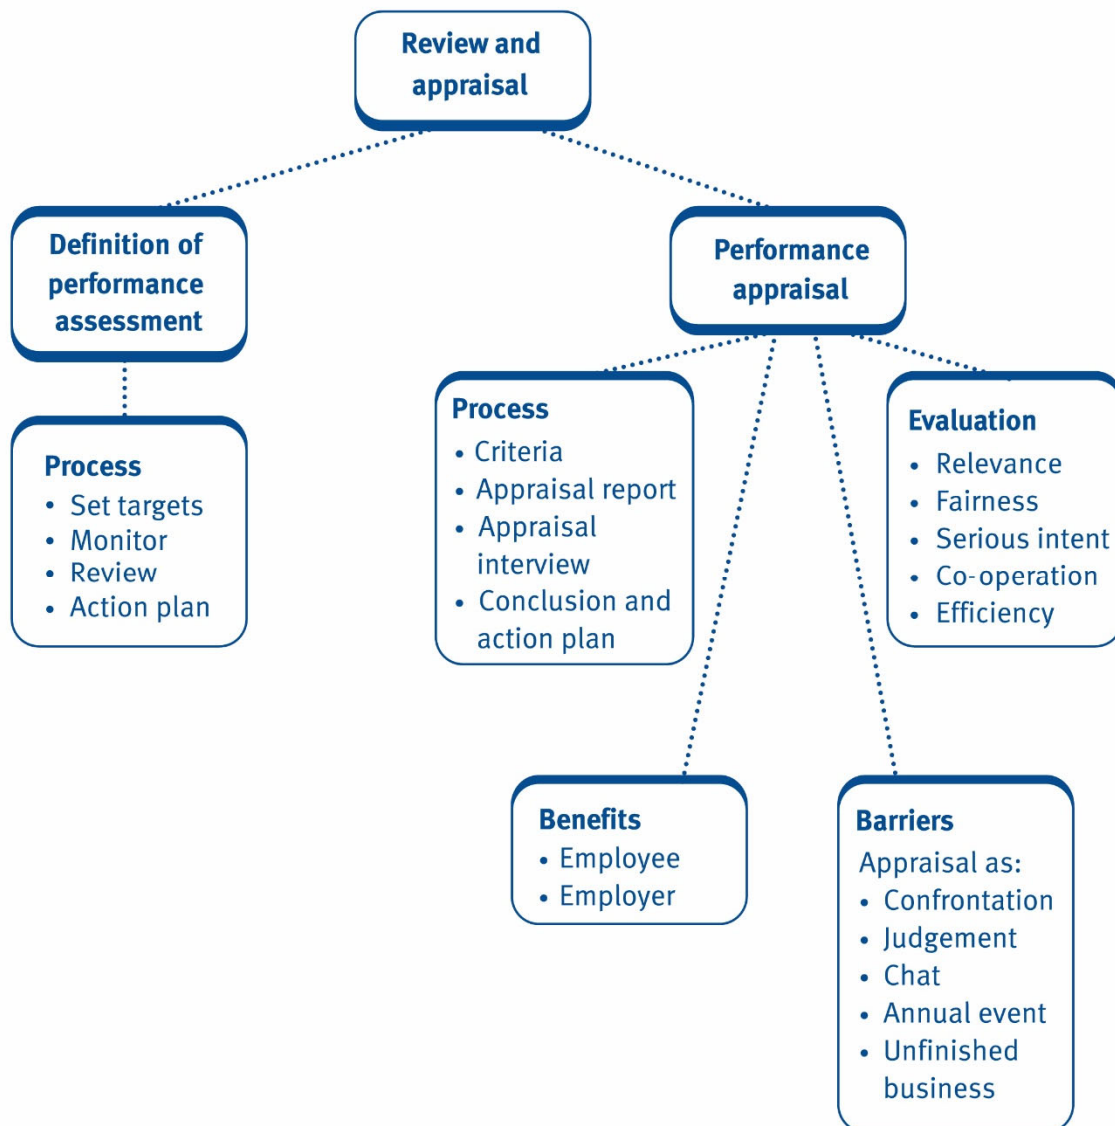 Review and
appraisal
Definition of
performance
assessment
Performance
appraisal
Process
• Set targets
• Monitor
• Review
• Action plan
Process
• Criteria
• Appraisal report
• Appraisal
interview
• Conclusion and
action plan
Evaluation
• Relevance
• Fairness
• Serious intent
• Co-operation
• Efficiency
Benefits
• Employee
• Employer
Barriers
Appraisal as:
• Confrontation
• Judgement
• Chat
• Annual event
• Unfinished
business